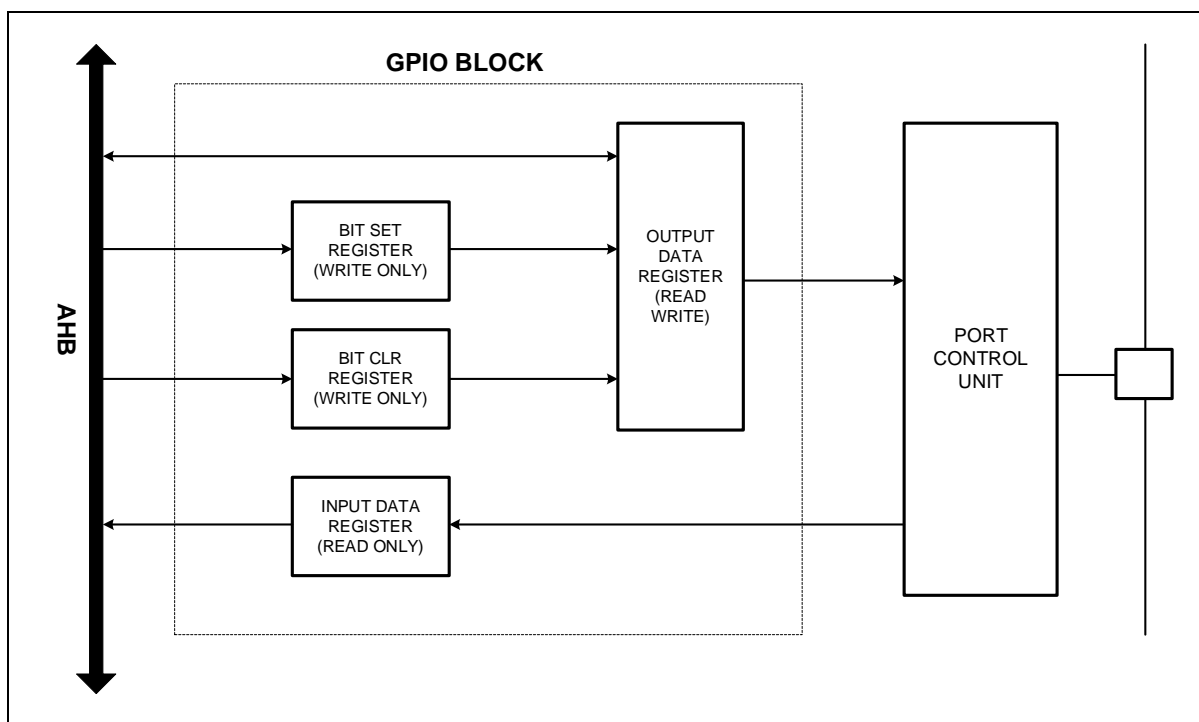 GPIO BLOCK
AHB
BIT SET
REGISTER
(WRITE ONLY)
BIT CLR
REGISTER
(WRITE ONLY)
INPUT DATA
REGISTER
(READ ONLY)
OUTPUT
DATA
REGISTER
(READ
WRITE)
PORT
CONTROL
UNIT